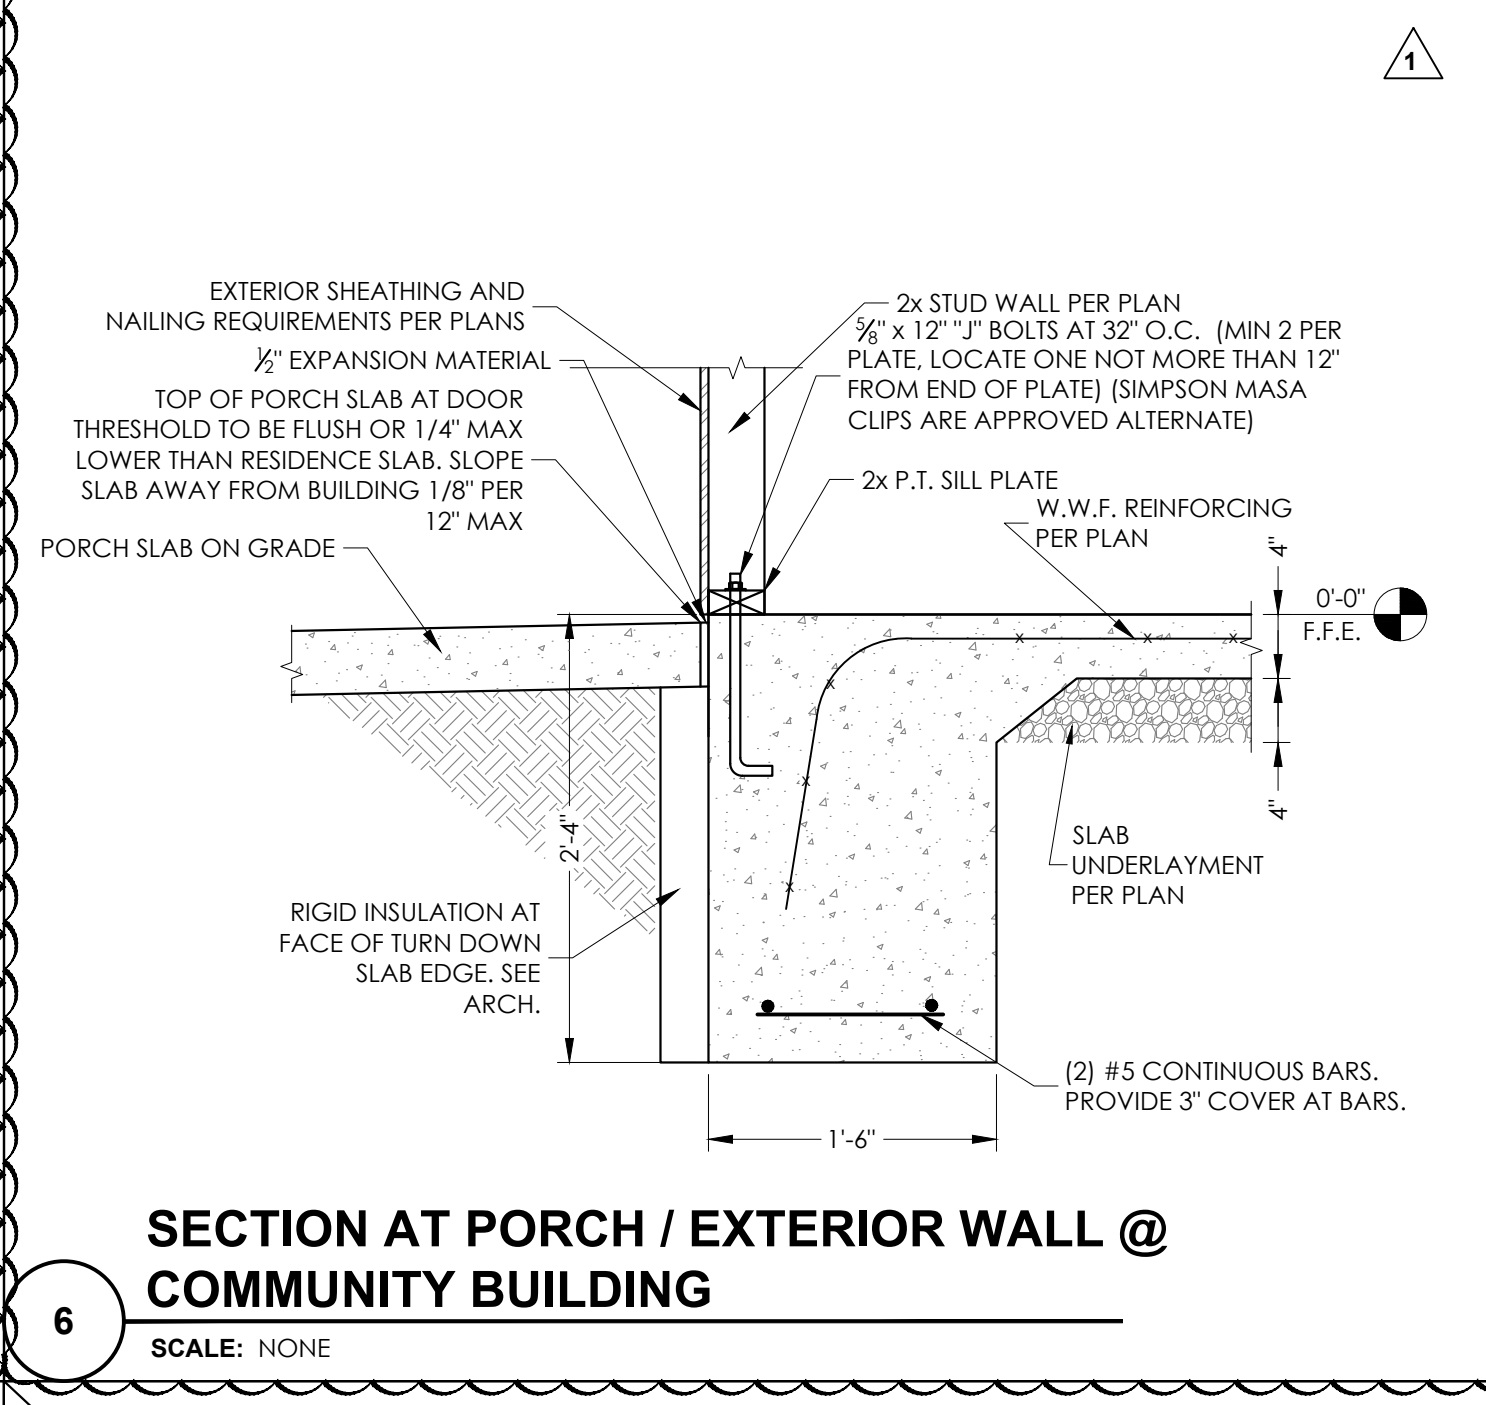 1
EXTERIOR SHEATHING AND
NAILING REQUIREMENTS PER PLANS
½" EXPANSION MATERIAL
TOP OF PORCH SLAB AT DOOR
THRESHOLD TO BE FLUSH OR 1/4" MAX
LOWER THAN RESIDENCE SLAB. SLOPE
SLAB AWAY FROM BUILDING 1/8" PER
12" MAX
PORCH SLAB ON GRADE
2x STUD WALL PER PLAN
⅝" x 12" "J" BOLTS AT 32" O.C. (MIN 2 PER
PLATE, LOCATE ONE NOT MORE THAN 12"
FROM END OF PLATE) (SIMPSON MASA
CLIPS ARE APPROVED ALTERNATE)
2x P.T. SILL PLATE
W.W.F. REINFORCING
PER PLAN
4"
0'-0"
F.F.E.
4"
2'-4"
SLAB
UNDERLAYMENT
PER PLAN
RIGID INSULATION AT
FACE OF TURN DOWN
SLAB EDGE. SEE
ARCH.
(2) #5 CONTINUOUS BARS.
PROVIDE 3" COVER AT BARS.
1'-6"
SECTION AT PORCH / EXTERIOR WALL @
COMMUNITY BUILDING
6
SCALE: NONE